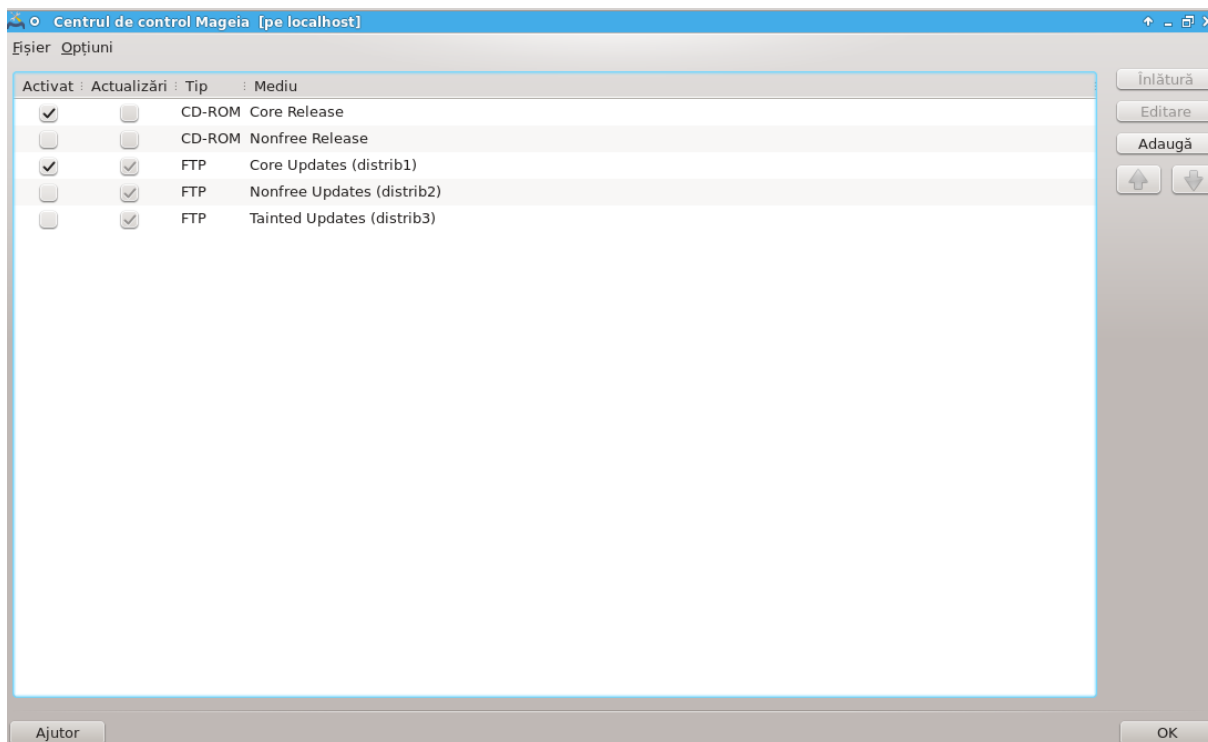 Centrul de control Mageia [pe localhost]
Fișier Opțiuni
Activat Actualizări Tip Mediu
CD-ROM Core Release
CD-ROM Nonfree Release
FTP Core Updates (distrib1)
FTP Nonfree Updates (distrib2)
FTP Tainted Updates (distrib3)
Înlătură
Editare
Adaugă
Ajutor
OK